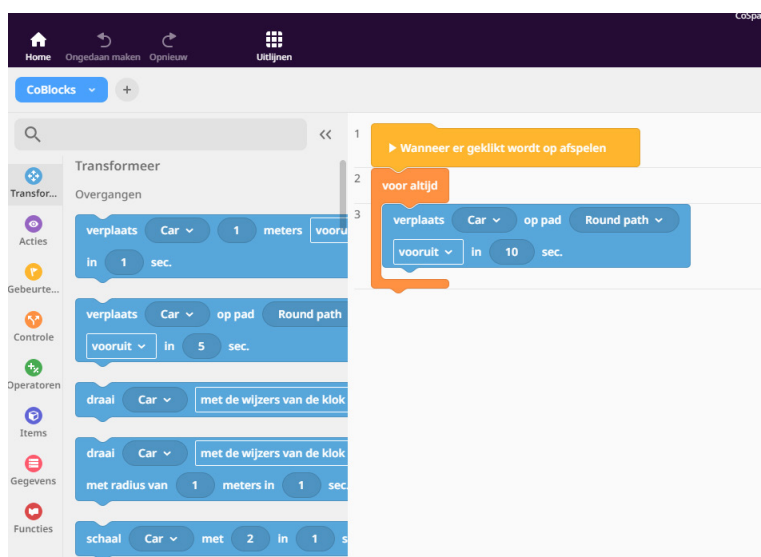 CoSpa
Home Ongedaan maken Opnieuw Uitlijnen
CoBlocks +
Transformeer
Overgangen
Transfor...
Acties
Gebeurte...
Controle
Operatoren
Items
Gegevens
Functies
verplaats Car 1 meters vooru
in 1 sec.
verplaats Car op pad Round path
vooruit in 5 sec.
draai Car met de wijzers van de klok
draai Car met de wijzers van de klok
met radius van 1 meters in 1 sec.
schaal Car met 2 in 1 s
1 Wanneer er geklikt wordt op afspelen
2 voor altijd
3 verplaats Car op pad Round path
vooruit in 10 sec.